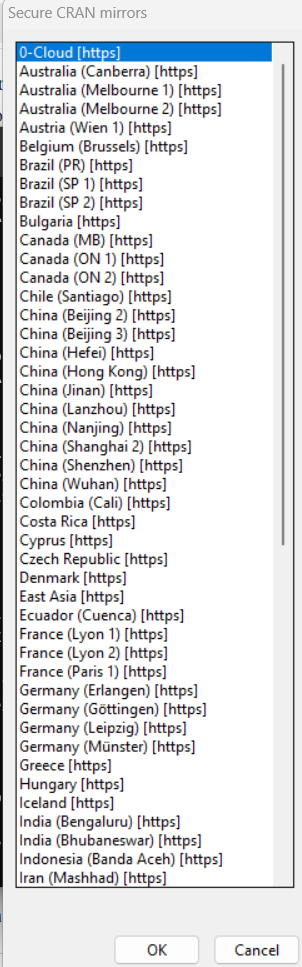 Secure CRAN mirrors
0-Cloud [https]
Australia (Canberra) [https]
Australia (Melbourne 1) [https]
Australia (Melbourne 2) [https]
Austria (Wien 1) [https]
Belgium (Brussels) [https]
Brazil (PR) [https]
Brazil (SP 1) [https]
Brazil (SP 2) [https]
Bulgaria [https]
Canada (MB) [https]
Canada (ON 1) [https]
Canada (ON 2) [https]
Chile (Santiago) [https]
China (Beijing 2) [https]
China (Beijing 3) [https]
China (Hefei) [https]
China (Hong Kong) [https]
China (Jinan) [https]
China (Lanzhou) [https]
China (Nanjing) [https]
China (Shanghai 2) [https]
China (Shenzhen) [https]
China (Wuhan) [https]
Colombia (Cali) [https]
Costa Rica [https]
Cyprus [https]
Czech Republic [https]
Denmark [https]
East Asia [https]
Ecuador (Cuenca) [https]
France (Lyon 1) [https]
France (Lyon 2) [https]
France (Paris 1) [https]
Germany (Erlangen) [https]
Germany (Göttingen) [https]
Germany (Leipzig) [https]
Germany (Münster) [https]
Greece [https]
Hungary [https]
Iceland [https]
India (Bengaluru) [https]
India (Bhubaneswar) [https]
Indonesia (Banda Aceh) [https]
Iran (Mashhad) [https]
OK Cancel